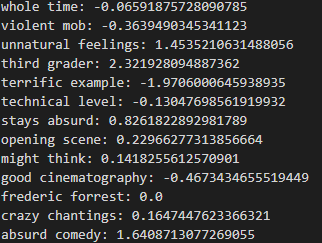 whole time: -0.06591875728090785
violent mob: -0.3639490345341123
unnatural feelings: 1.4535210631488056
third grader: 2.321928094887362
terrific example: -1.9706000645938935
technical level: -0.13047698561919932
stays absurd: 0.8261822892981789
opening scene: 0.22966277313856664
might think: 0.1418255612570901
good cinematography: -0.4673434655519449
frederic forrest: 0.0
crazy chantings: 0.1647447623366321
absurd comedy: 1.6408713077269055